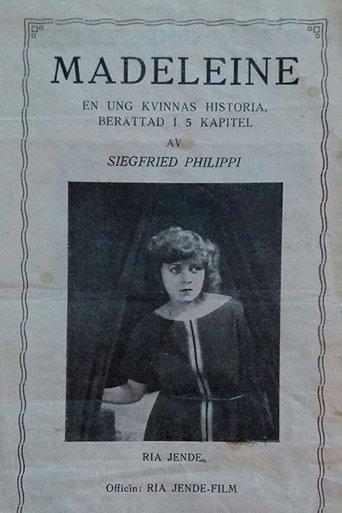 MADELEINE
EN UNG KVINNAS HISTORIA,
BERÄTTAD I 5 KAPITEL
AV
SIEGFRIED PHILIPPI
RIA JENDE
Officin: RIA JENDE-FILM